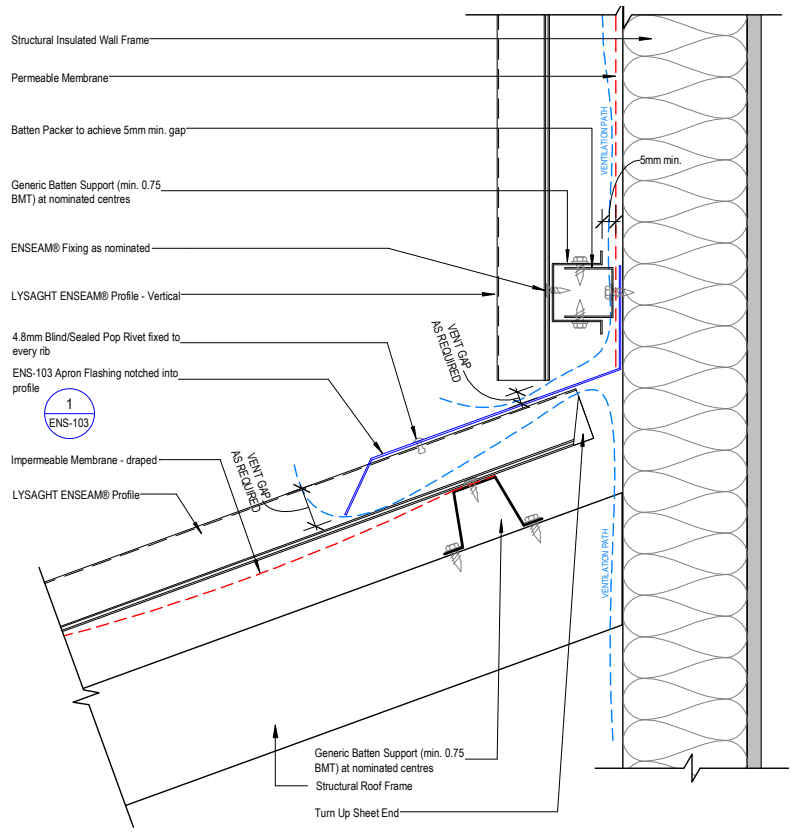 Structural Insulated Wall Frame
Permeable Membrane
Batten Packer to achieve 5mm min. gap
Generic Batten Support (min. 0.75
BMT) at nominated centres
ENSEAM® Fixing as nominated
LYSAGHT ENSEAM® Profile - Vertical
4.8mm Blind/Sealed Pop Rivet fixed to
every rib
ENS-103 Apron Flashing notched into
profile
1
ENS-103
Impermeable Membrane - draped
LYSAGHT ENSEAM® Profile
VENTILATION PATH
5mm min.
VENT GAP
AS REQUIRED
VENT GAP
AS REQUIRED
VENTILATION PATH
Generic Batten Support (min. 0.75
BMT) at nominated centres
Structural Roof Frame
Turn Up Sheet End